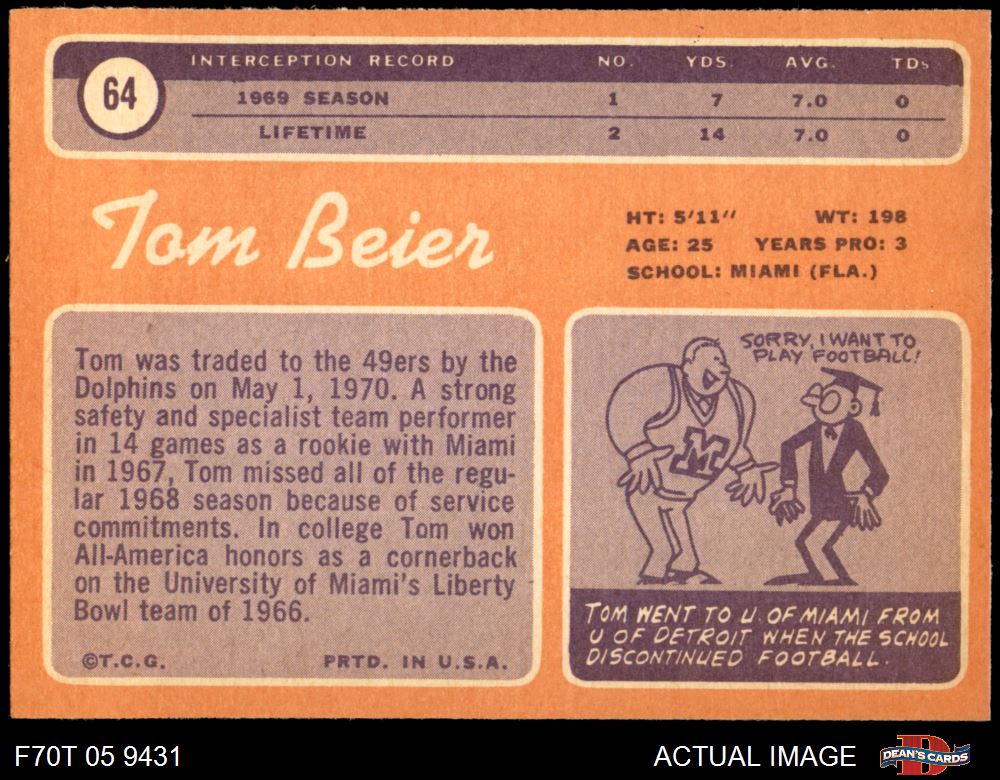 64
INTERCEPTION RECORD NO. YDS. AVG. TDs.
1969 SEASON 1 7 7.0 0
LIFETIME 2 14 7.0 0
Tom Beier
HT: 5'11" WT: 198
AGE: 25 YEARS PRO: 3
SCHOOL: MIAMI (FLA.)
Tom was traded to the 49ers by the
Dolphins on May 1, 1970. A strong
safety and specialist team performer
in 14 games as a rookie with Miami
in 1967, Tom missed all of the regu-
lar 1968 season because of service
commitments. In college Tom won
All-America honors as a cornerback
on the University of Miami's Liberty
Bowl team of 1966.
©T.C.G. PRTD. IN U.S.A.
SORRY, I WANT TO
PLAY FOOTBALL!
M
TOM WENT TO U. OF MIAMI FROM
U OF DETROIT WHEN THE SCHOOL
DISCONTINUED FOOTBALL.
F70T 05 9431 ACTUAL IMAGE DEAN'S CARDS